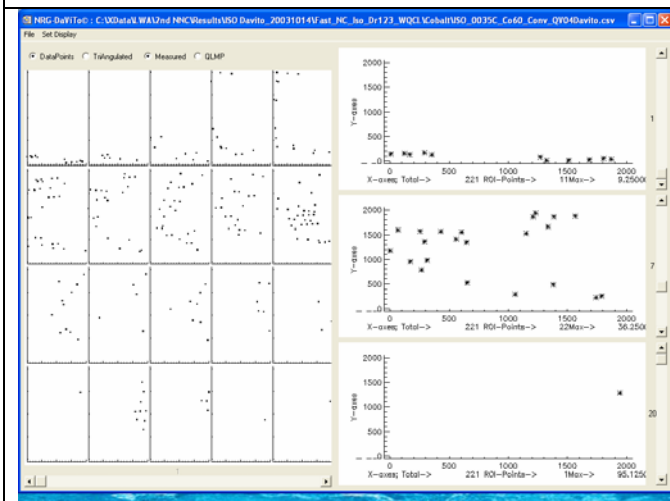 NRG-DaViTo© : C:\XData\LWA\2nd NNC\Results\ISO Davito_20031014\Fast_NC_Iso_Dr123_WQCL\Cobalt\ISO_0035C_Co60_Conv_QV04Davito.csv
File Set Display
DataPoints TriAngulated Measured QLMP
2000
1500
1000
500
0
Y-axes
0 500 1000 1500 2000
X-axes; Total--> 221 ROI-Points 11Max--> 9.2500
1
2000
1500
1000
500
0
Y-axes
0 500 1000 1500 2000
X-axes; Total--> 221 ROI-Points 22Max--> 36.250
7
2000
1500
1000
500
0
Y-axes
0 500 1000 1500 2000
X-axes; Total--> 221 ROI-Points 1Max--> 95.125
20
1